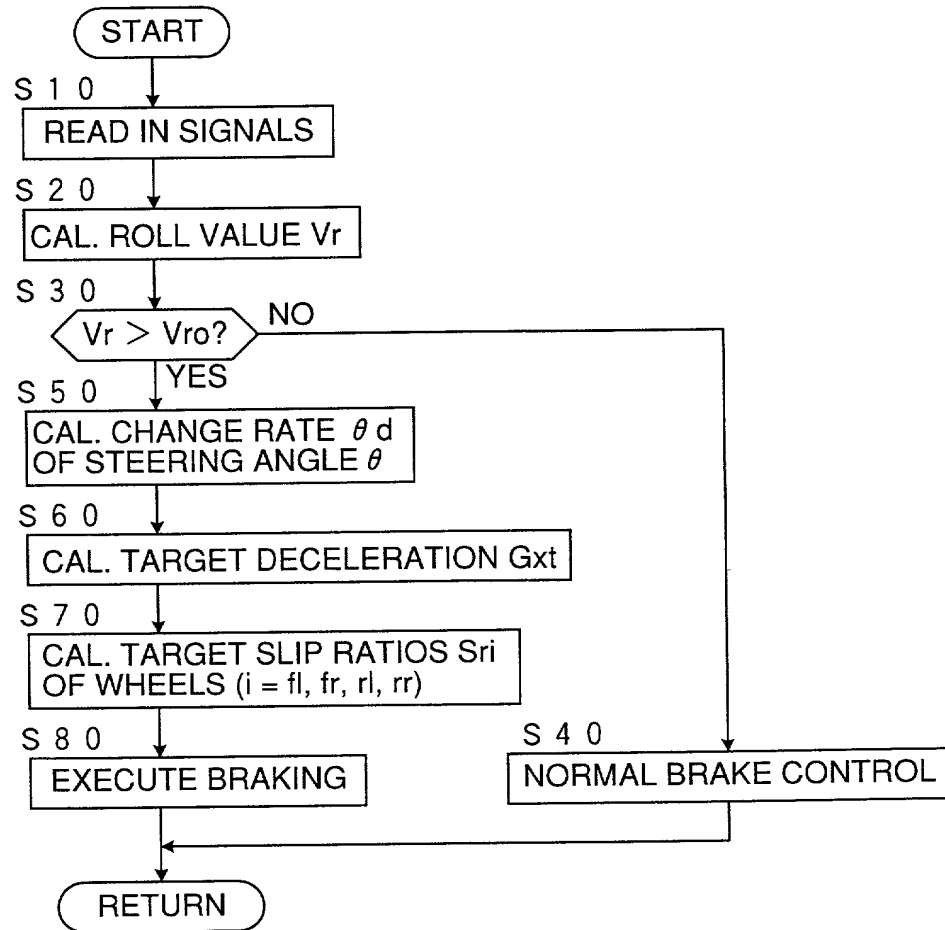 START
S 1 0
READ IN SIGNALS
S 2 0
CAL. ROLL VALUE Vr
S 3 0
Vr > Vro?
NO
YES
S 5 0
CAL. CHANGE RATE θ d
OF STEERING ANGLE θ
S 6 0
CAL. TARGET DECELERATION Gxt
S 7 0
CAL. TARGET SLIP RATIOS Sri
OF WHEELS (i = fl, fr, rl, rr)
S 8 0
EXECUTE BRAKING
S 4 0
NORMAL BRAKE CONTROL
RETURN